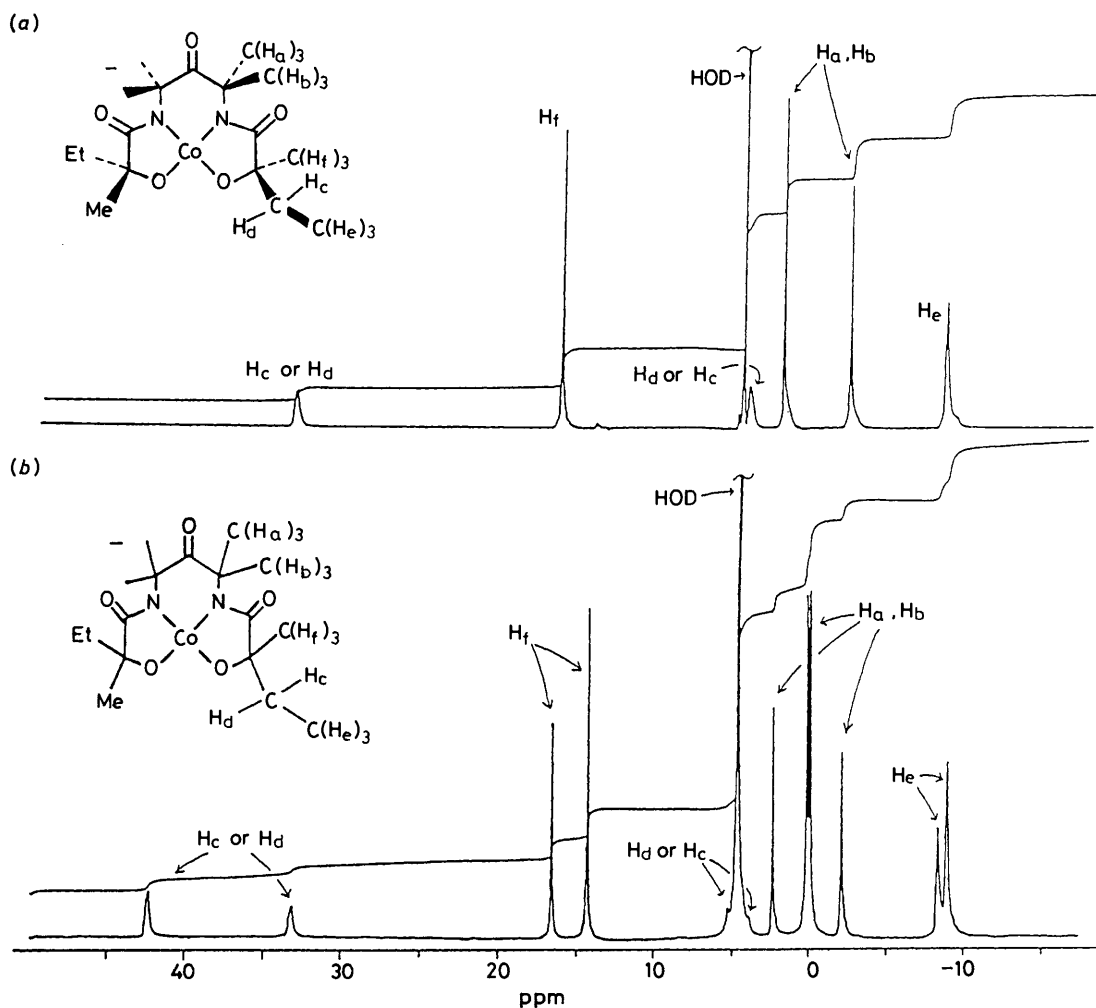 (a)
O
−
C(Ha)3
C(Hb)3
O
N
N
O
Et
Co
C(Hf)3
Me
O
O
Hc
C
Hd
C(He)3
Hf
HOD→
Ha,Hb
He
Hc or Hd
Hd or Hc
(b)
O
−
C(Ha)3
C(Hb)3
O
N
N
O
Et
Co
C(Hf)3
Me
O
O
Hc
C
Hd
C(He)3
HOD→
Hf
Ha,Hb
He
Hc or Hd
Hd or Hc
40
30
20
10
0
−10
ppm